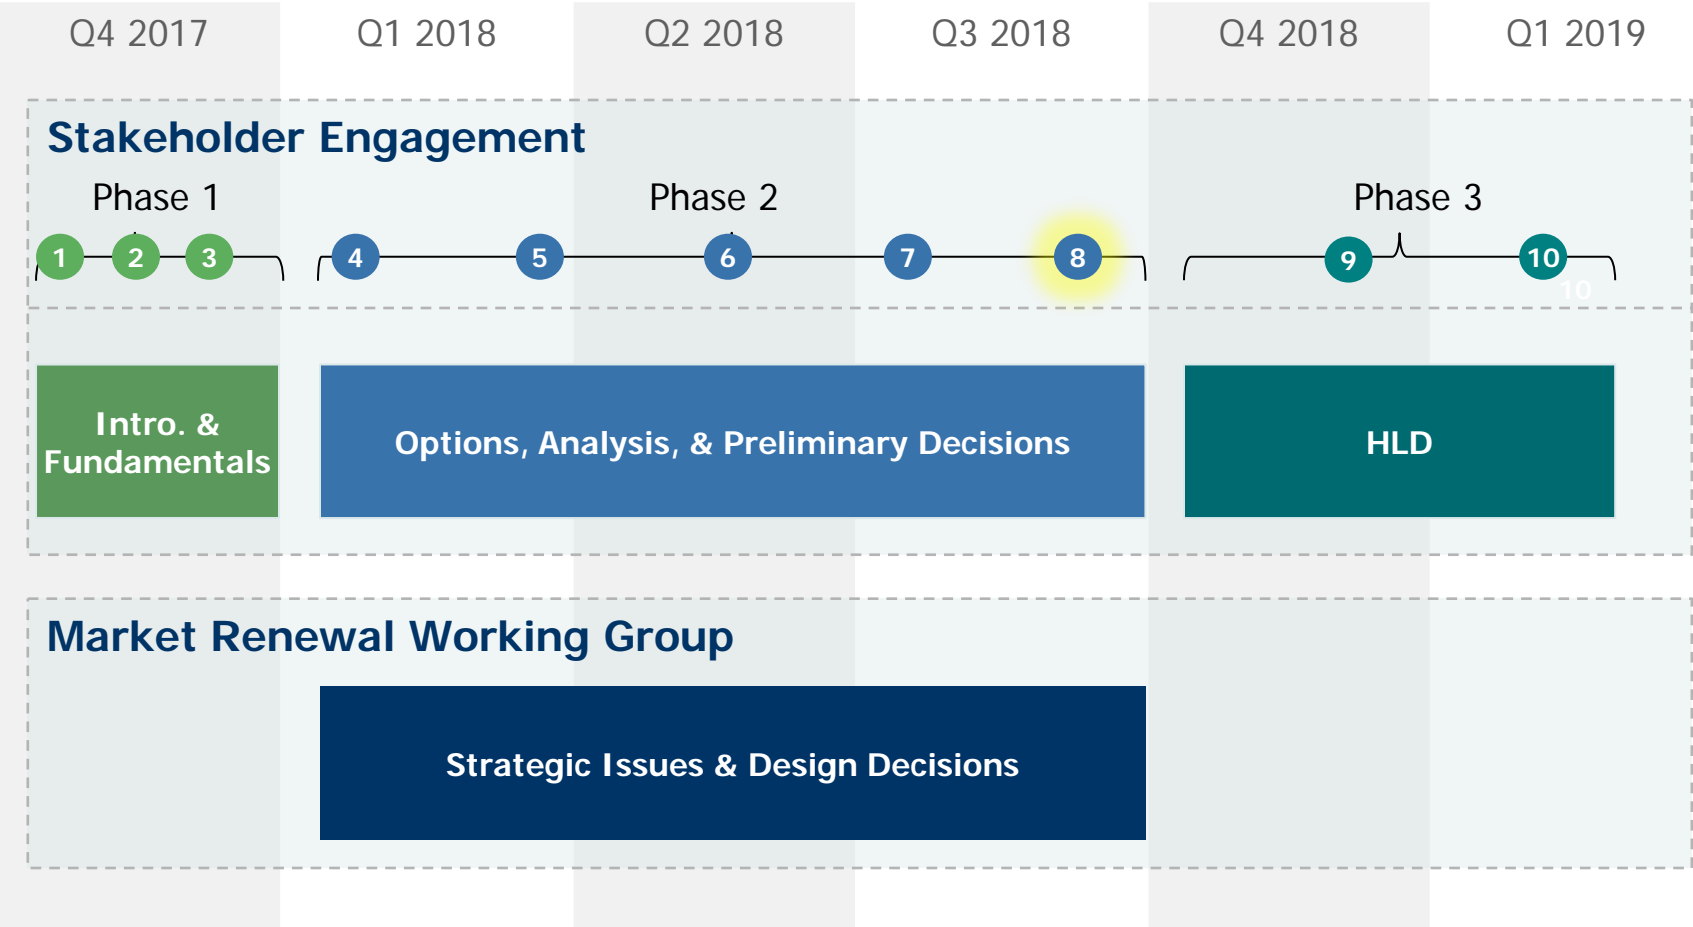 Q4 2017 Q1 2018 Q2 2018 Q3 2018 Q4 2018 Q1 2019
Stakeholder Engagement
Phase 1 Phase 2 Phase 3
1 2 3 4 5 6 7 8 9 10
10
Intro. &
Fundamentals
Options, Analysis, & Preliminary Decisions
HLD
Market Renewal Working Group
Strategic Issues & Design Decisions